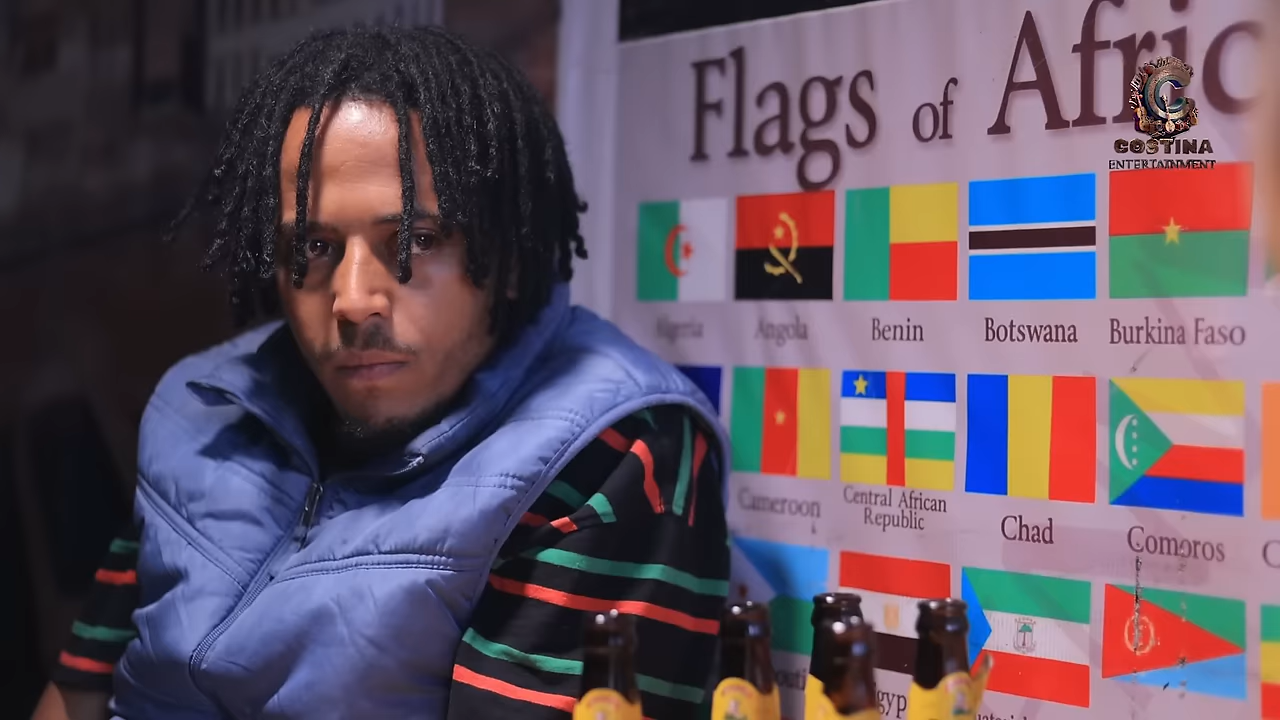 Flags of Afric
COSTINA
ENTERTAINMENT
Algeria Angola Benin Botswana Burkina Faso
Cameroon Central African Republic Chad Comoros